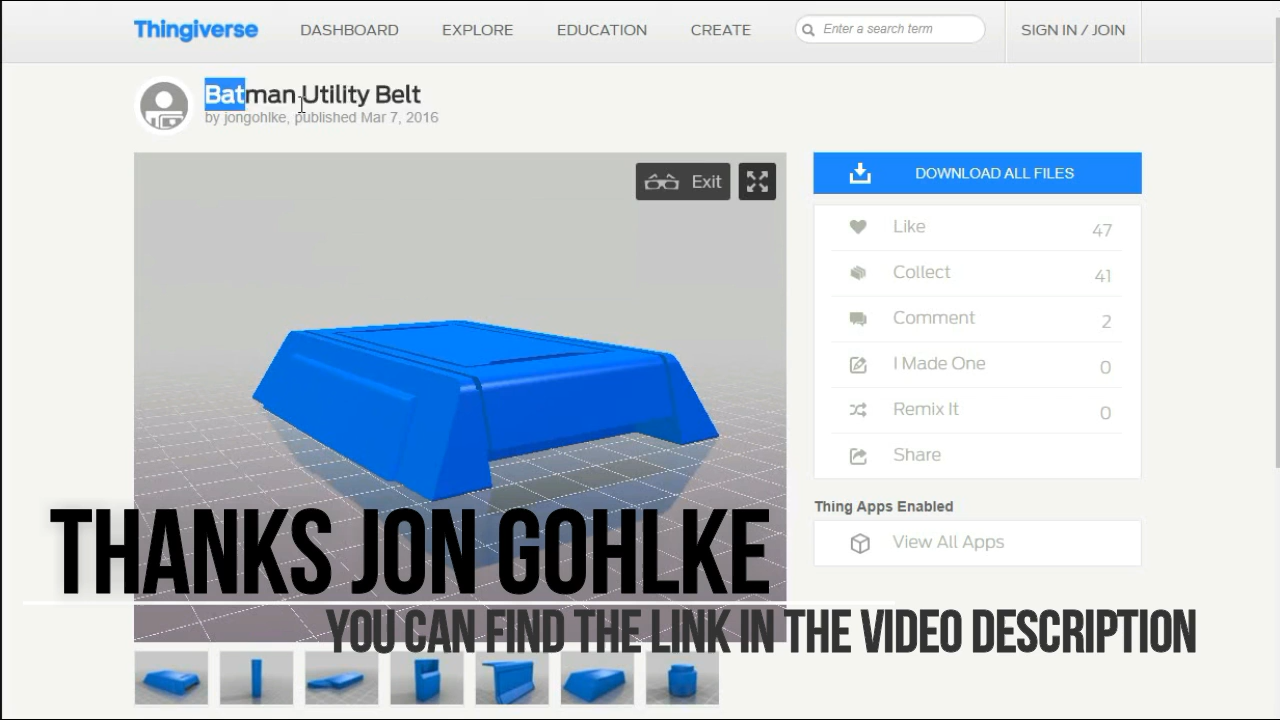 Thingiverse
DASHBOARD
EXPLORE
EDUCATION
CREATE
Enter a search term
SIGN IN / JOIN
Batman Utility Belt
by jongohlke, published Mar 7, 2016
Exit
DOWNLOAD ALL FILES
Like 47
Collect 41
Comment 2
I Made One 0
Remix It 0
Share
Thing Apps Enabled
View All Apps
THANKS JON GOHLKE
YOU CAN FIND THE LINK IN THE VIDEO DESCRIPTION